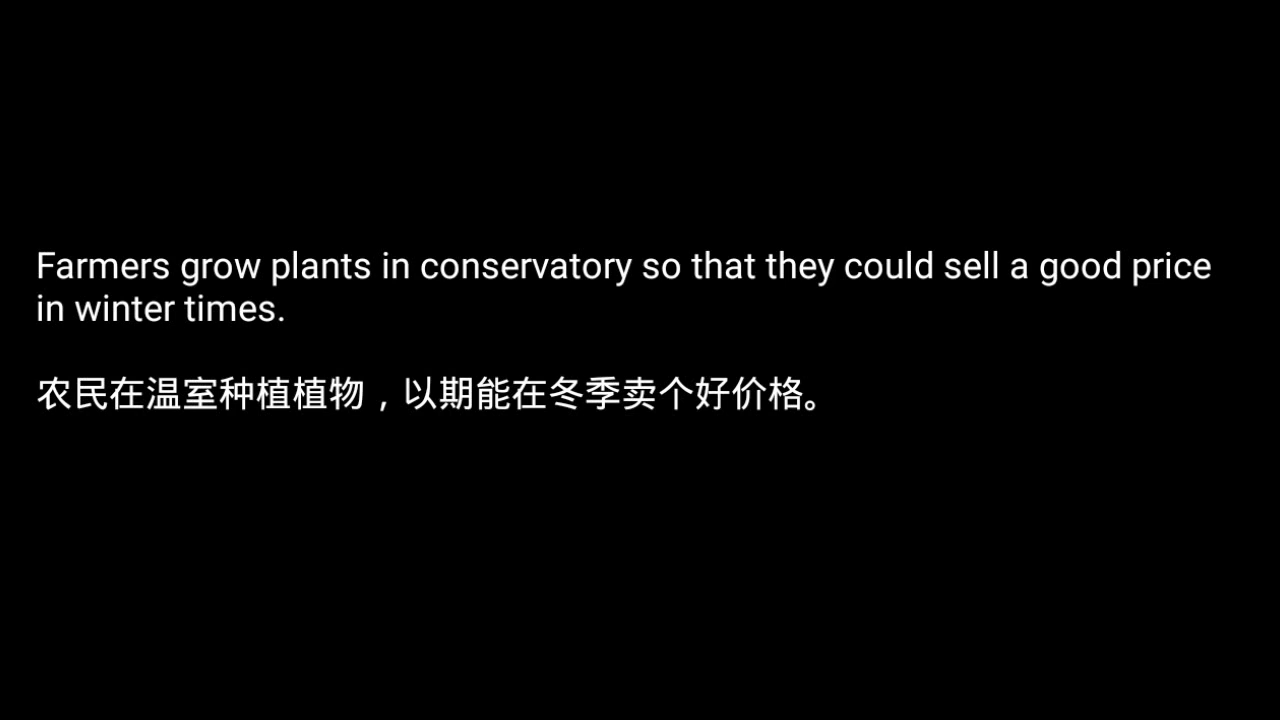 Farmers grow plants in conservatory so that they could sell a good price
in winter times.
农民在温室种植植物，以期能在冬季卖个好价格。